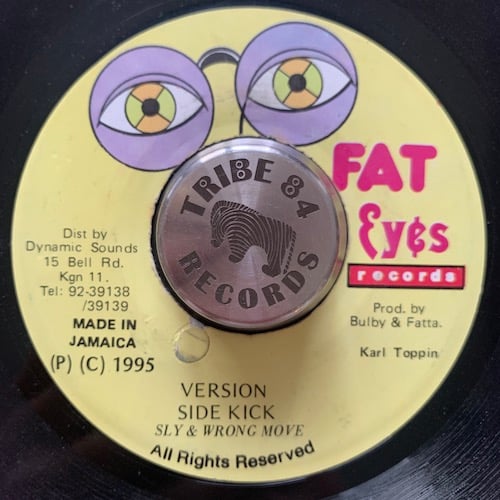 FAT
Eyes
records
TRIBE 84
RECORDS
Dist by
Dynamic Sounds
15 Bell Rd.
Kgn 11.
Tel: 92-39138
/39139
MADE IN
JAMAICA
(P) (C) 1995
Prod. by
Bulby & Fatta.
Karl Toppin
VERSION
SIDE KICK
SLY & WRONG MOVE
All Rights Reserved